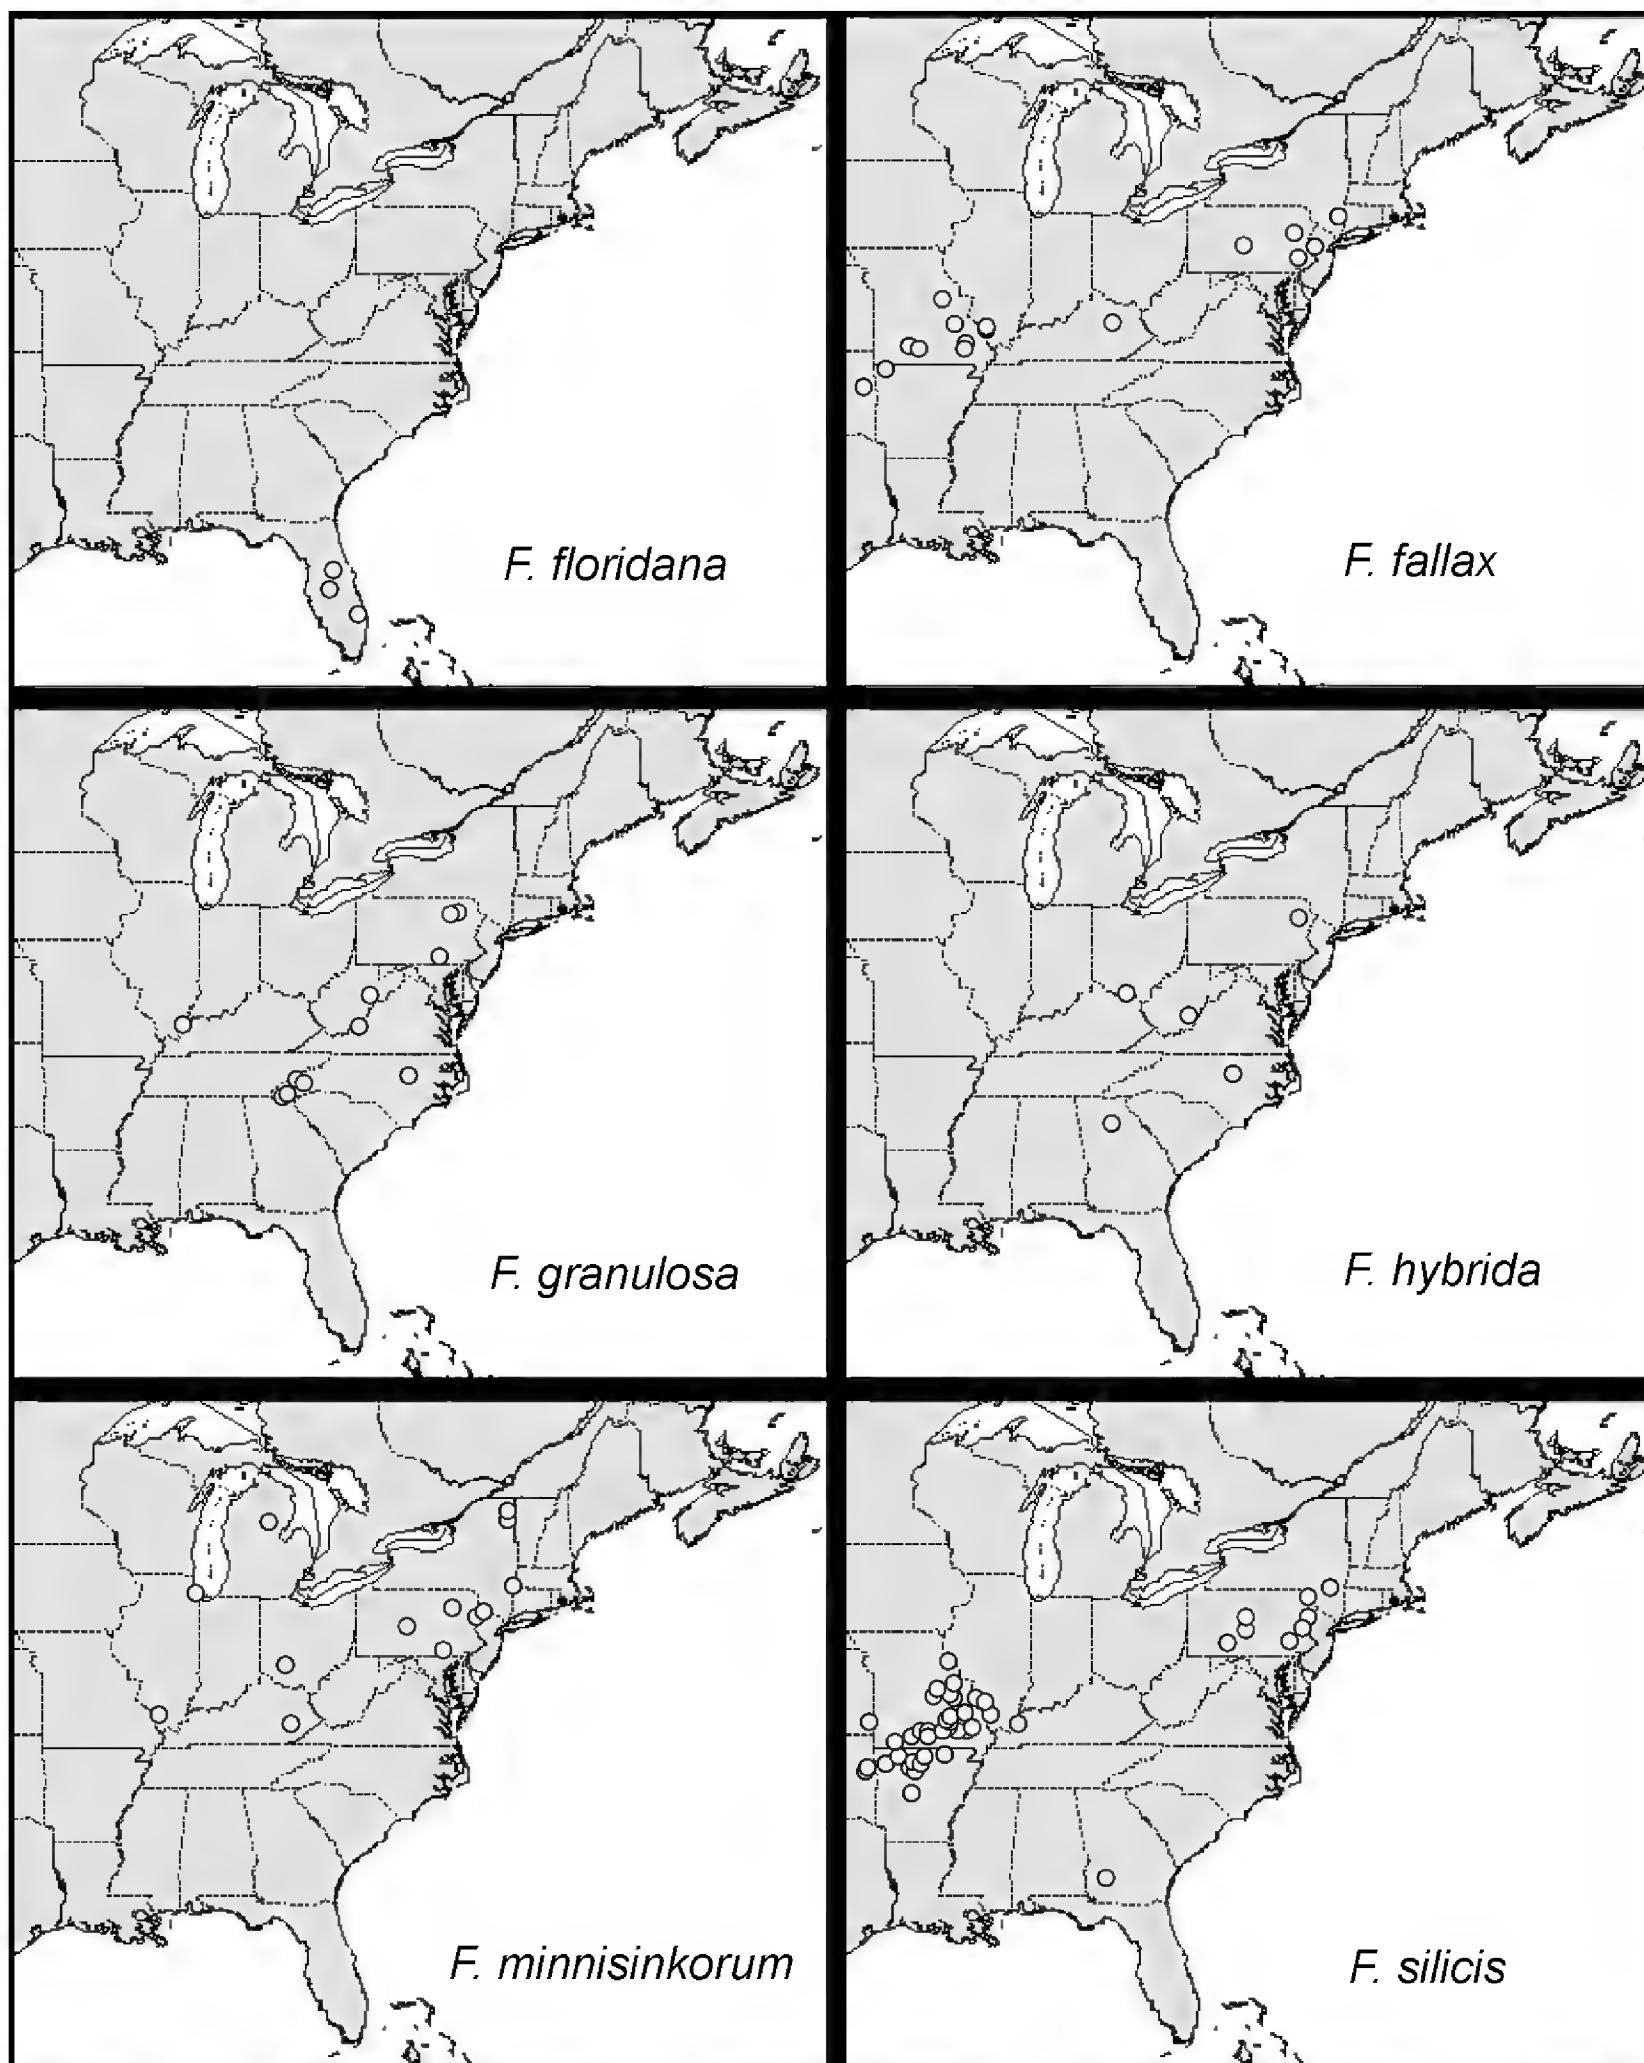 F. floridana
F. fallax
F. granulosa
F. hybrida
F. minnisinkorum
F. silicis